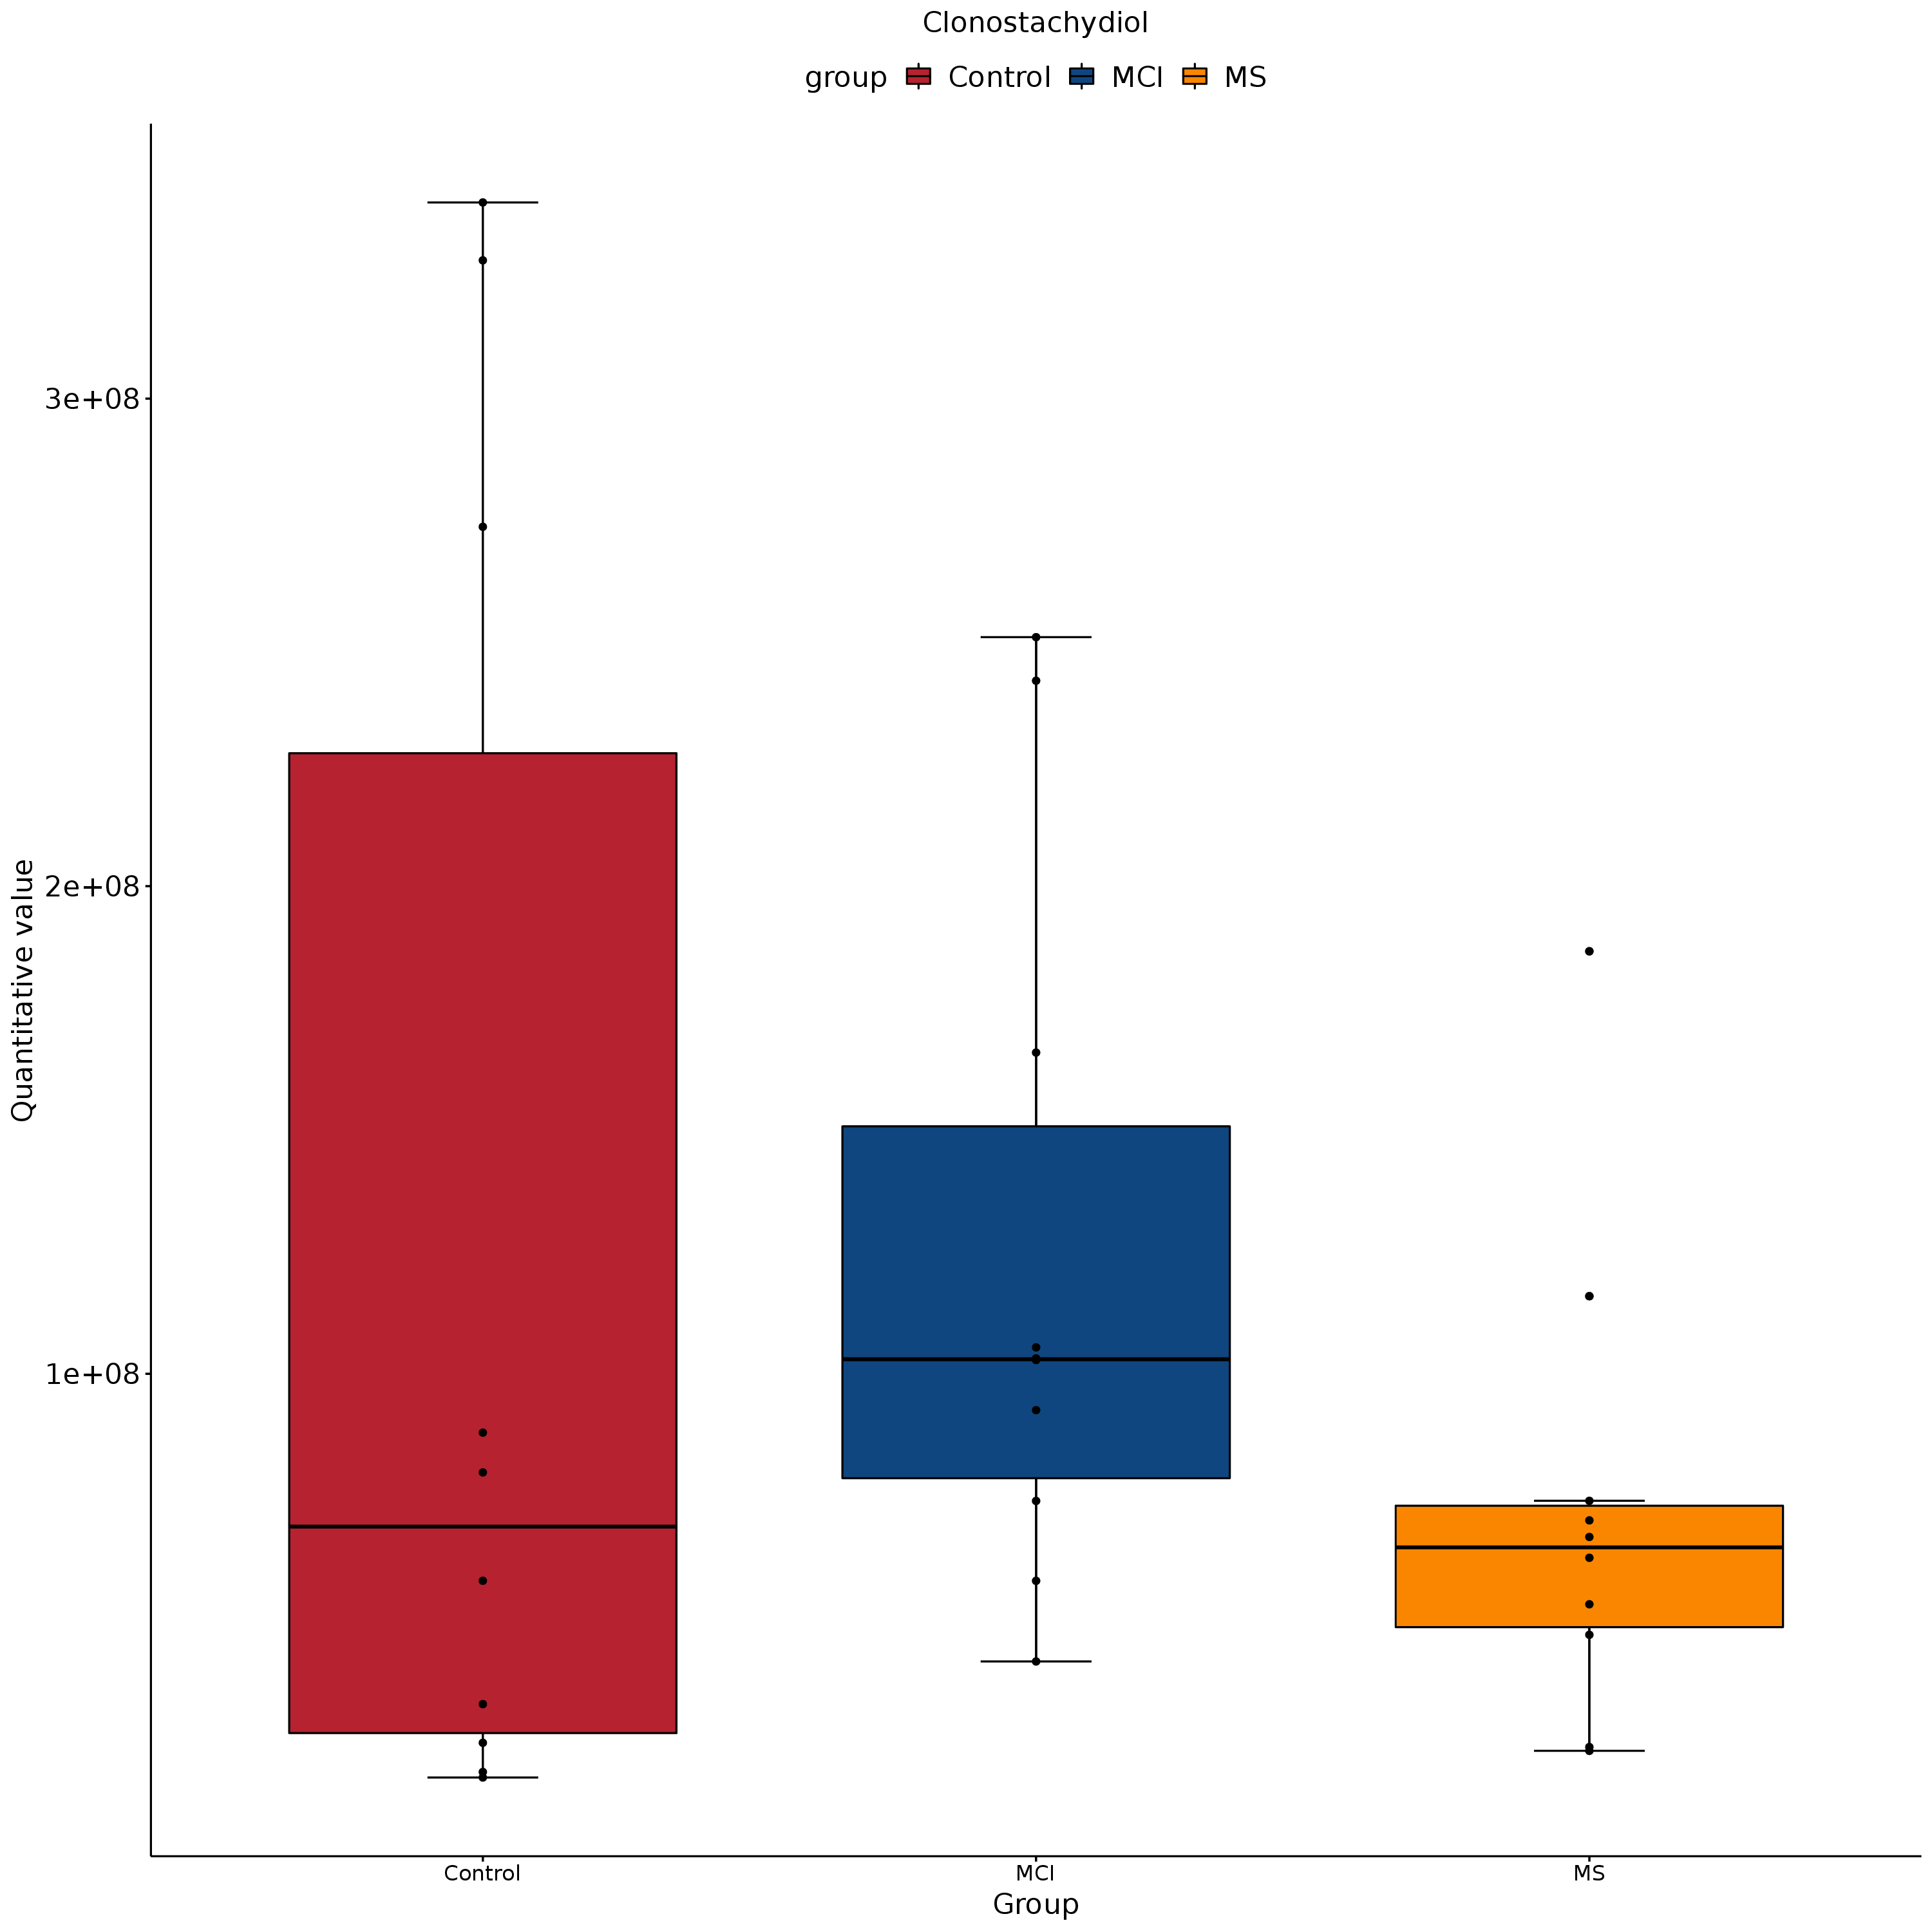 Clonostachydiol
group Control MCI MS
Quantitative value
3e+08
2e+08
1e+08
Control MCI MS
Group